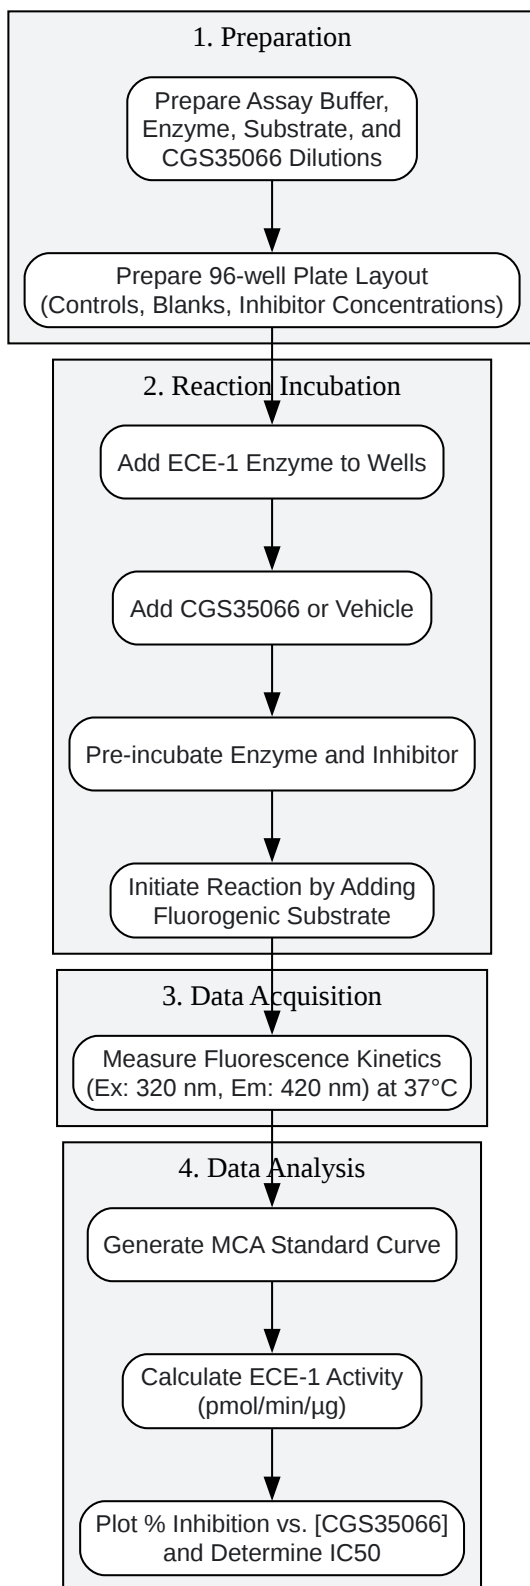 1. Preparation
Prepare Assay Buffer,
Enzyme, Substrate, and
CGS35066 Dilutions
Prepare 96-well Plate Layout
(Controls, Blanks, Inhibitor Concentrations)
2. Reaction Incubation
Add ECE-1 Enzyme to Wells
Add CGS35066 or Vehicle
Pre-incubate Enzyme and Inhibitor
Initiate Reaction by Adding
Fluorogenic Substrate
3. Data Acquisition
Measure Fluorescence Kinetics
(Ex: 320 nm, Em: 420 nm) at 37°C
4. Data Analysis
Generate MCA Standard Curve
Calculate ECE-1 Activity
(pmol/min/µg)
Plot % Inhibition vs. [CGS35066]
and Determine IC50